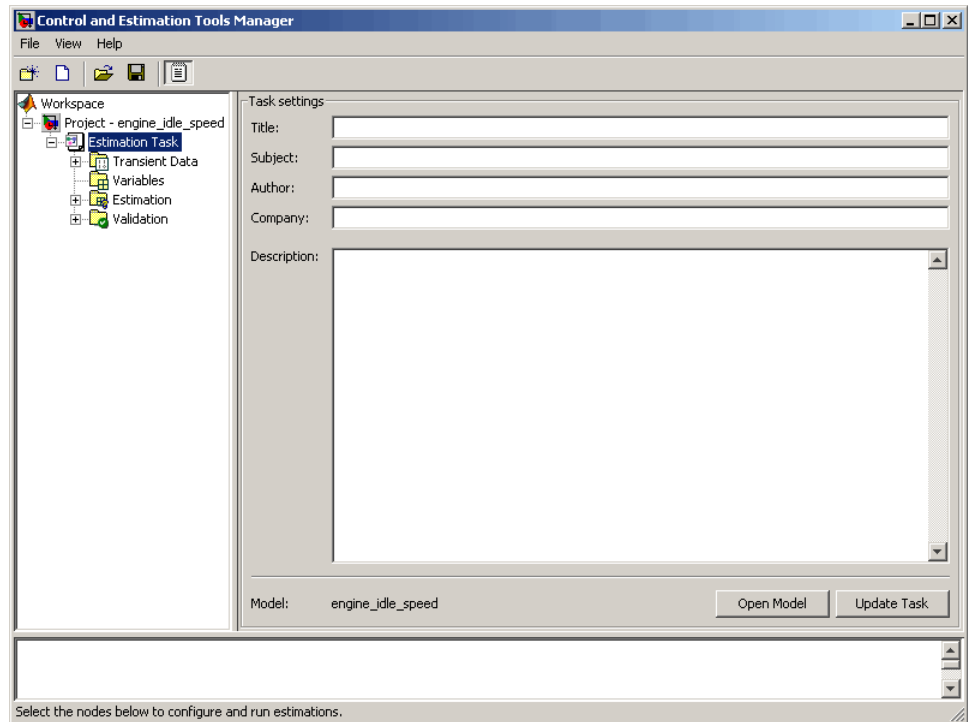 Control and Estimation Tools Manager
File View Help
Workspace
Project - engine_idle_speed
Estimation Task
Transient Data
Variables
Estimation
Validation
Task settings
Title:
Subject:
Author:
Company:
Description:
Model: engine_idle_speed Open Model Update Task
Select the nodes below to configure and run estimations.